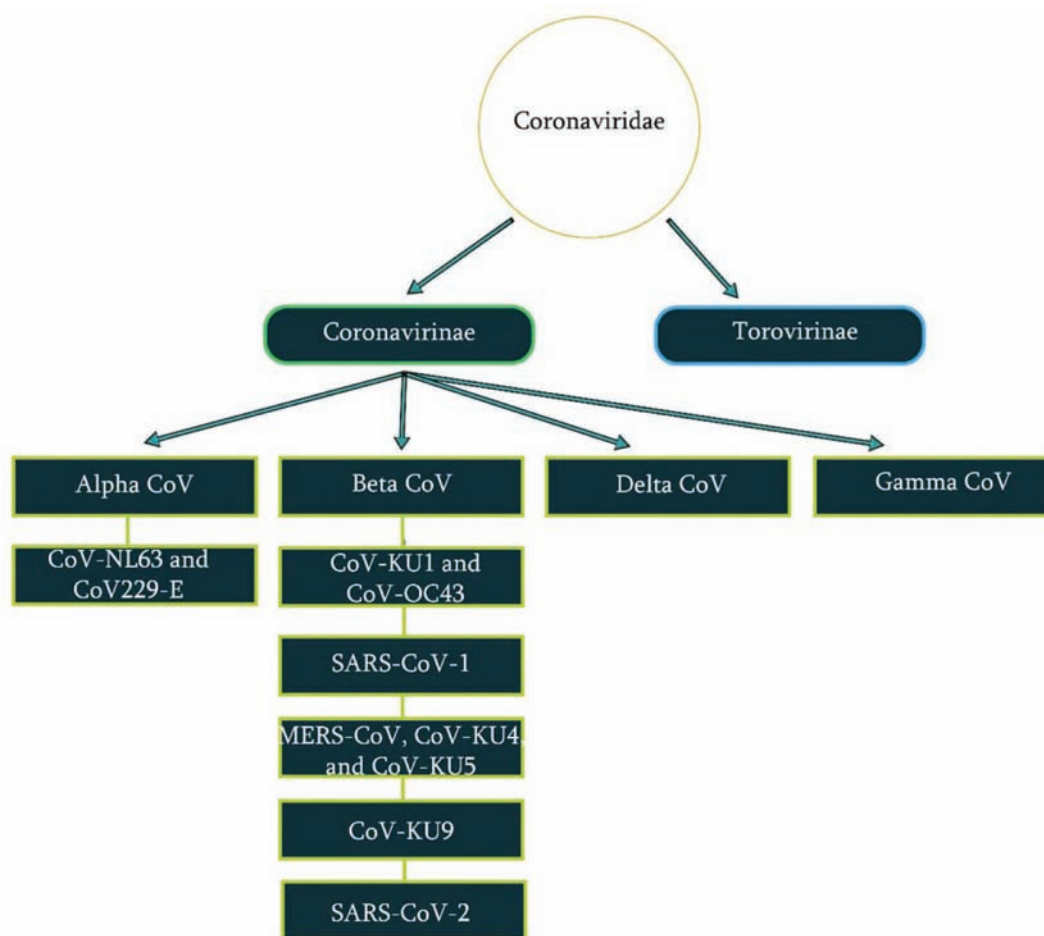 Coronaviridae
Coronavirinae
Torovirinae
Alpha CoV
Beta CoV
Delta CoV
Gamma CoV
CoV-NL63 and
CoV229-E
CoV-KU1 and
CoV-OC43
SARS-CoV-1
MERS-CoV, CoV-KU4,
and CoV-KU5
CoV-KU9
SARS-CoV-2